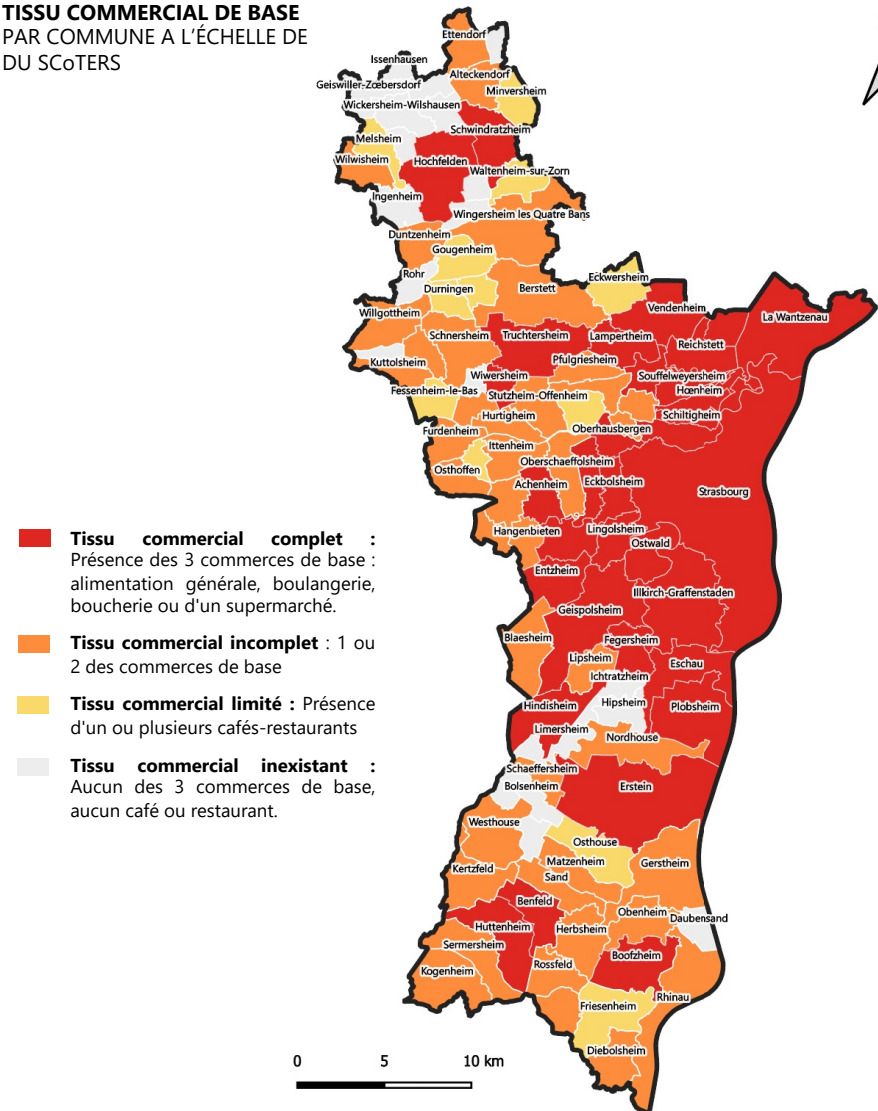 TISSU COMMERCIAL DE BASE
PAR COMMUNE A L'ÉCHELLE DE
DU SCoTERS
Ettendorf
Issenhausen
Alteckendorf
Geiswiller-Zœbersdorf
Minversheim
Wickersheim-Wilshausen
Schwindratzheim
Melsheim
Wilwisheim
Hochfelden
Waltenheim-sur-Zorn
Ingenheim
Wingersheim les Quatre Bans
Duntzenheim
Gougenheim
Rohr
Eckwersheim
Durningen
Berstett
Vendenheim
La Wantzenau
Willgottheim
Schnersheim
Truchtersheim
Lampertheim
Reichstett
Kuttolsheim
Pfulgriesheim
Wiwersheim
Souffelweyersheim
Fessenheim-le-Bas
Stutzheim-Offenheim
Hœnheim
Hurtigheim
Schiltigheim
Furdenheim
Oberhausbergen
Ittenheim
Osthoffen
Oberschaeffolsheim
Achenheim
Eckbolsheim
Strasbourg
Hangenbieten
Lingolsheim
Ostwald
Entzheim
Illkirch-Graffenstaden
Geispolsheim
Blaesheim
Fegersheim
Lipsheim
Eschau
Ichtratzheim
Hindisheim
Hipsheim
Plobsheim
Limersheim
Nordhouse
Schaeffersheim
Bolsenheim
Erstein
Westhouse
Osthouse
Matzenheim
Gerstheim
Kertzfeld
Sand
Benfeld
Obenheim
Daubensand
Huttenheim
Herbsheim
Sermersheim
Boofzheim
Kogenheim
Rossfeld
Rhinau
Friesenheim
Diebolsheim
Tissu commercial complet :
Présence des 3 commerces de base :
alimentation générale, boulangerie,
boucherie ou d'un supermarché.
Tissu commercial incomplet : 1 ou
2 des commerces de base
Tissu commercial limité : Présence
d'un ou plusieurs cafés-restaurants
Tissu commercial inexistant :
Aucun des 3 commerces de base,
aucun café ou restaurant.
0 5 10 km